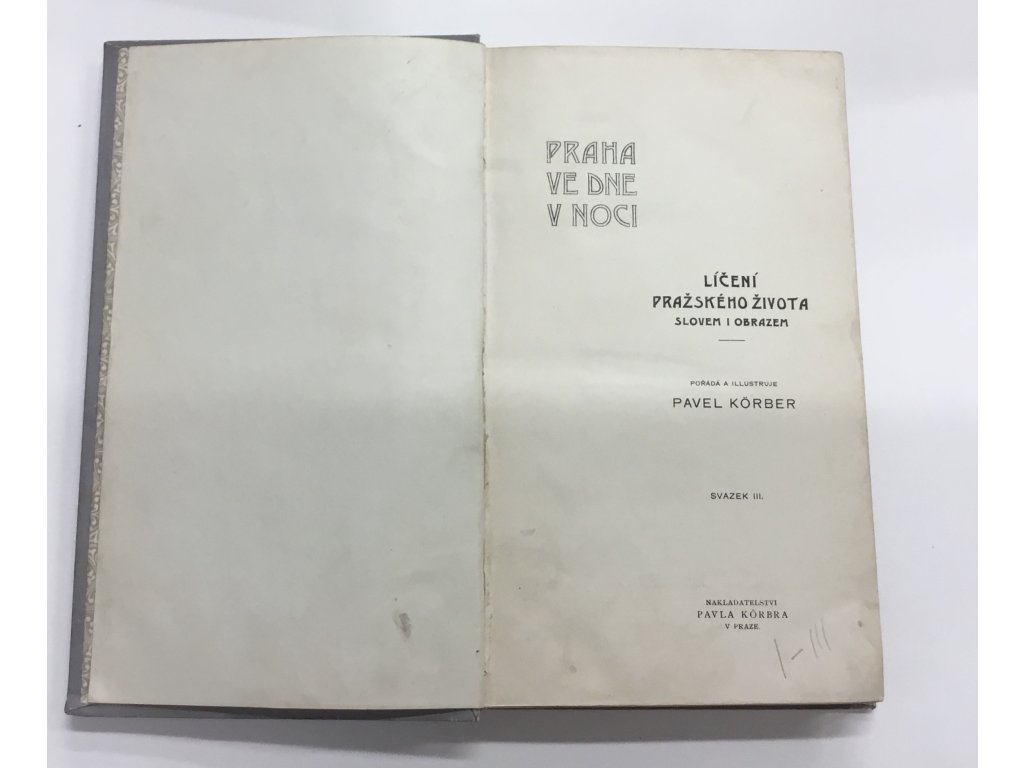 PRAHA
VE DNE
V NOCI
LÍČENÍ
PRAŽSKÉHO ŽIVOTA
SLOVEM I OBRAZEM
POŘÁDÁ A ILLUSTRUJE
PAVEL KÖRBER
SVAZEK III.
NAKLADATELSTVI
PAVLA KÖRBRA
V PRAZE.
I – III